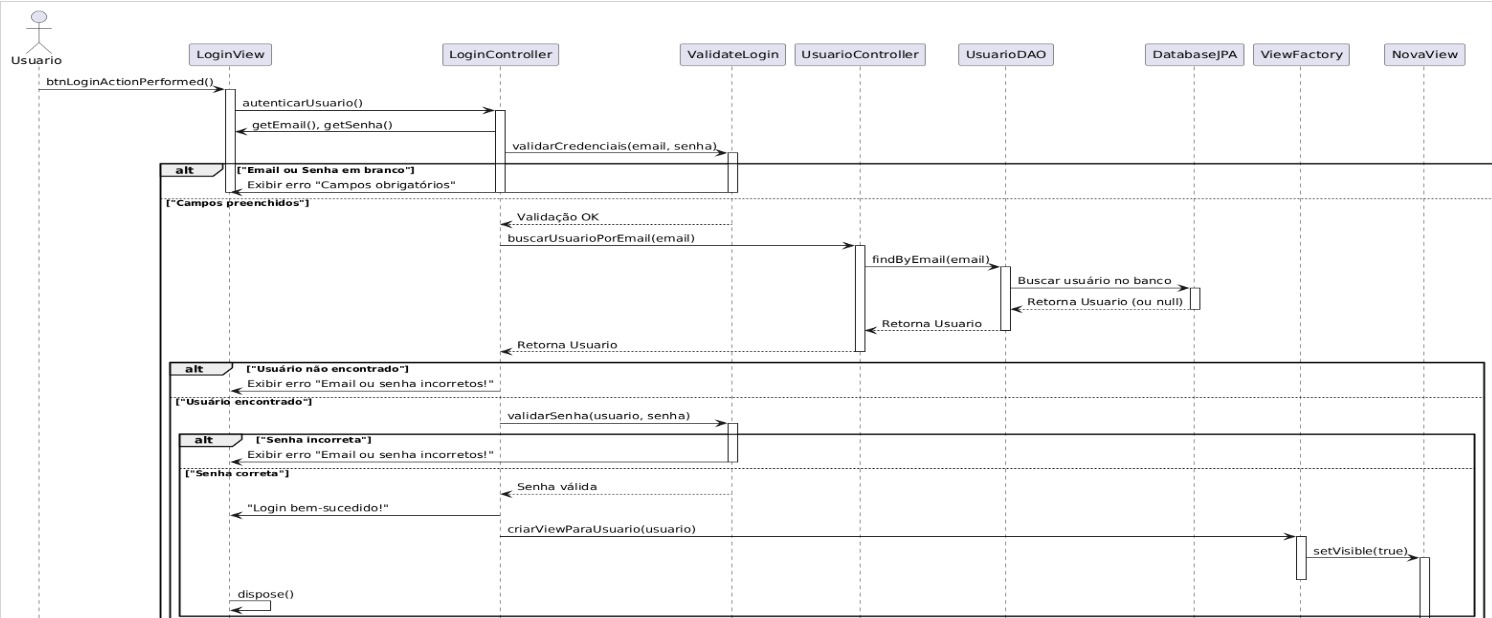 Usuario
LoginView
LoginController
ValidateLogin
UsuarioController
UsuarioDAO
DatabaseJPA
ViewFactory
NovaView
btnLoginActionPerformed()
autenticarUsuario()
getEmail(), getSenha()
validarCredenciais(email, senha)
alt ["Email ou Senha em branco"]
Exibir erro "Campos obrigatórios"
["Campos preenchidos"]
Validação OK
buscarUsuarioPorEmail(email)
findByEmail(email)
Buscar usuário no banco
Retorna Usuario (ou null)
Retorna Usuario
Retorna Usuario
alt ["Usuário não encontrado"]
Exibir erro "Email ou senha incorretos!"
["Usuário encontrado"]
validarSenha(usuario, senha)
alt ["Senha incorreta"]
Exibir erro "Email ou senha incorretos!"
["Senha correta"]
Senha válida
"Login bem-sucedido!"
criarViewParaUsuario(usuario)
setVisible(true)
dispose()